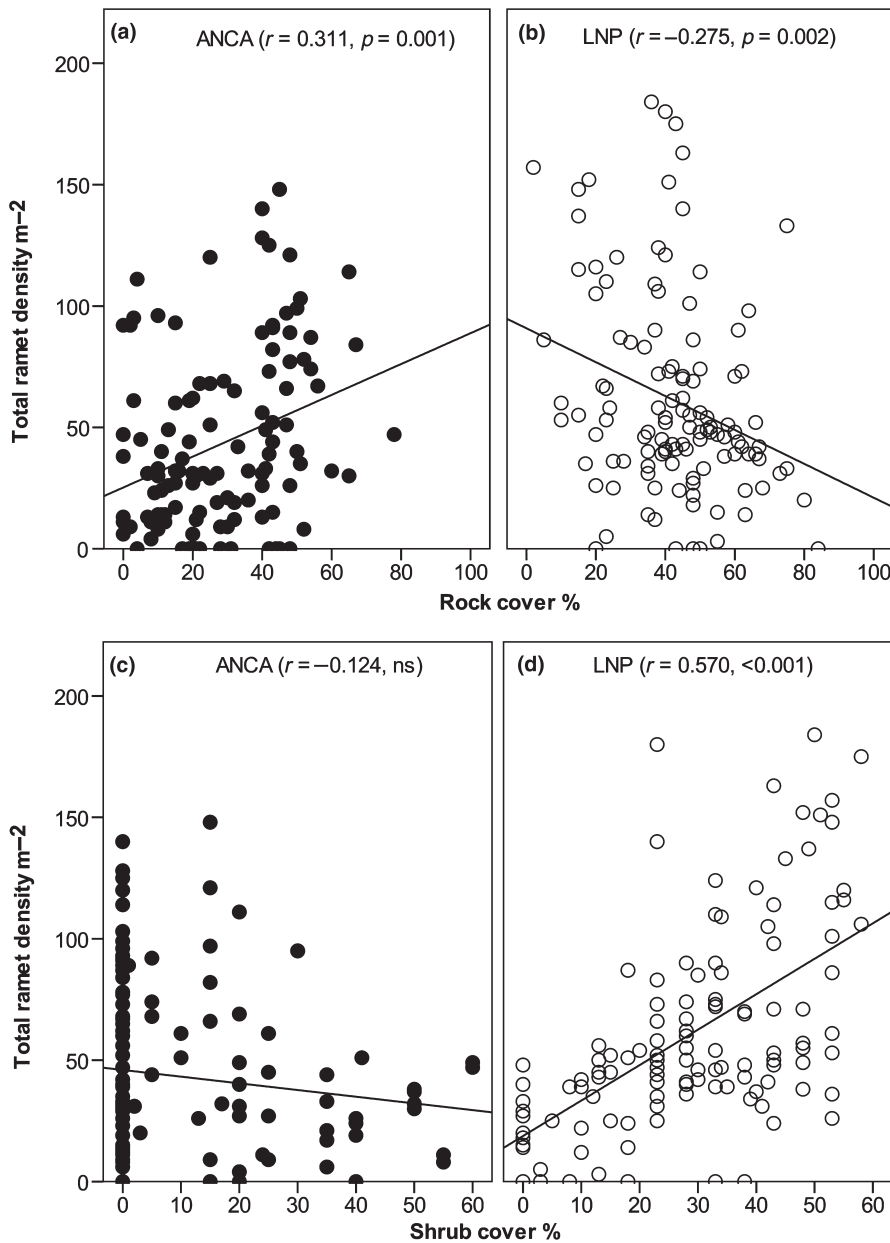 (a) ANCA (r = 0.311, p = 0.001)
(b) LNP (r = −0.275, p = 0.002)
200
150
100
50
0
Total ramet density m−2
0 20 40 60 80 100
0 20 40 60 80 100
Rock cover %
(c) ANCA (r = −0.124, ns)
(d) LNP (r = 0.570, <0.001)
200
150
100
50
0
Total ramet density m−2
0 10 20 30 40 50 60
0 10 20 30 40 50 60
Shrub cover %